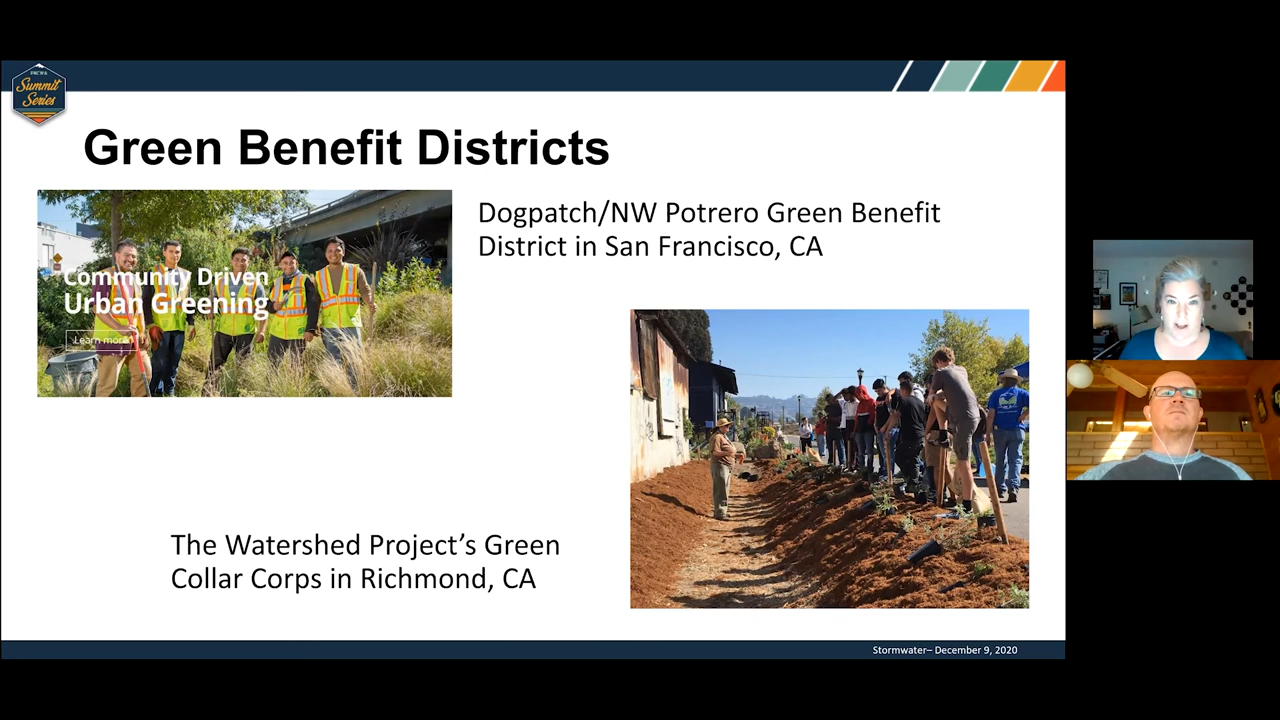 Summit
Series
Green Benefit Districts
Community Driven
Urban Greening
Learn more
Dogpatch/NW Potrero Green Benefit
District in San Francisco, CA
The Watershed Project’s Green
Collar Corps in Richmond, CA
Stormwater– December 9, 2020